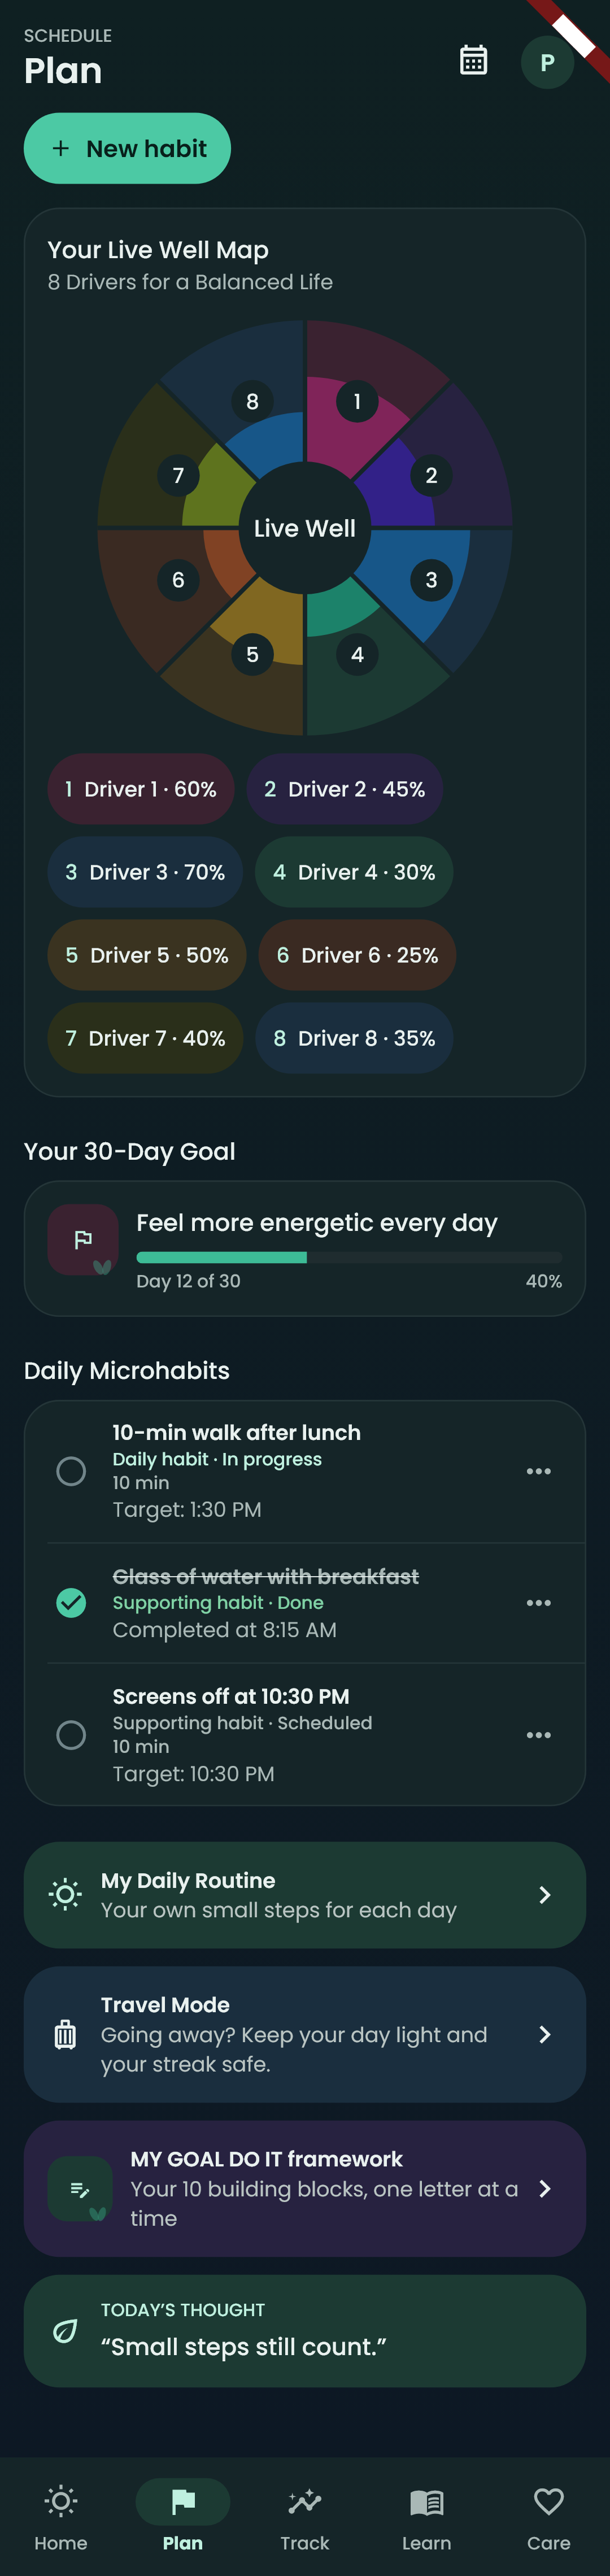 SCHEDULE
Plan
P
+ New habit
Your Live Well Map
8 Drivers for a Balanced Life
8
1
7
2
Live Well
6
3
5
4
1 Driver 1 · 60%
2 Driver 2 · 45%
3 Driver 3 · 70%
4 Driver 4 · 30%
5 Driver 5 · 50%
6 Driver 6 · 25%
7 Driver 7 · 40%
8 Driver 8 · 35%
Your 30-Day Goal
Feel more energetic every day
Day 12 of 30
40%
Daily Microhabits
10-min walk after lunch
Daily habit · In progress
10 min
Target: 1:30 PM
Glass of water with breakfast
Supporting habit · Done
Completed at 8:15 AM
Screens off at 10:30 PM
Supporting habit · Scheduled
10 min
Target: 10:30 PM
My Daily Routine
Your own small steps for each day
Travel Mode
Going away? Keep your day light and
your streak safe.
MY GOAL DO IT framework
Your 10 building blocks, one letter at a
time
TODAY'S THOUGHT
“Small steps still count.”
Home
Plan
Track
Learn
Care